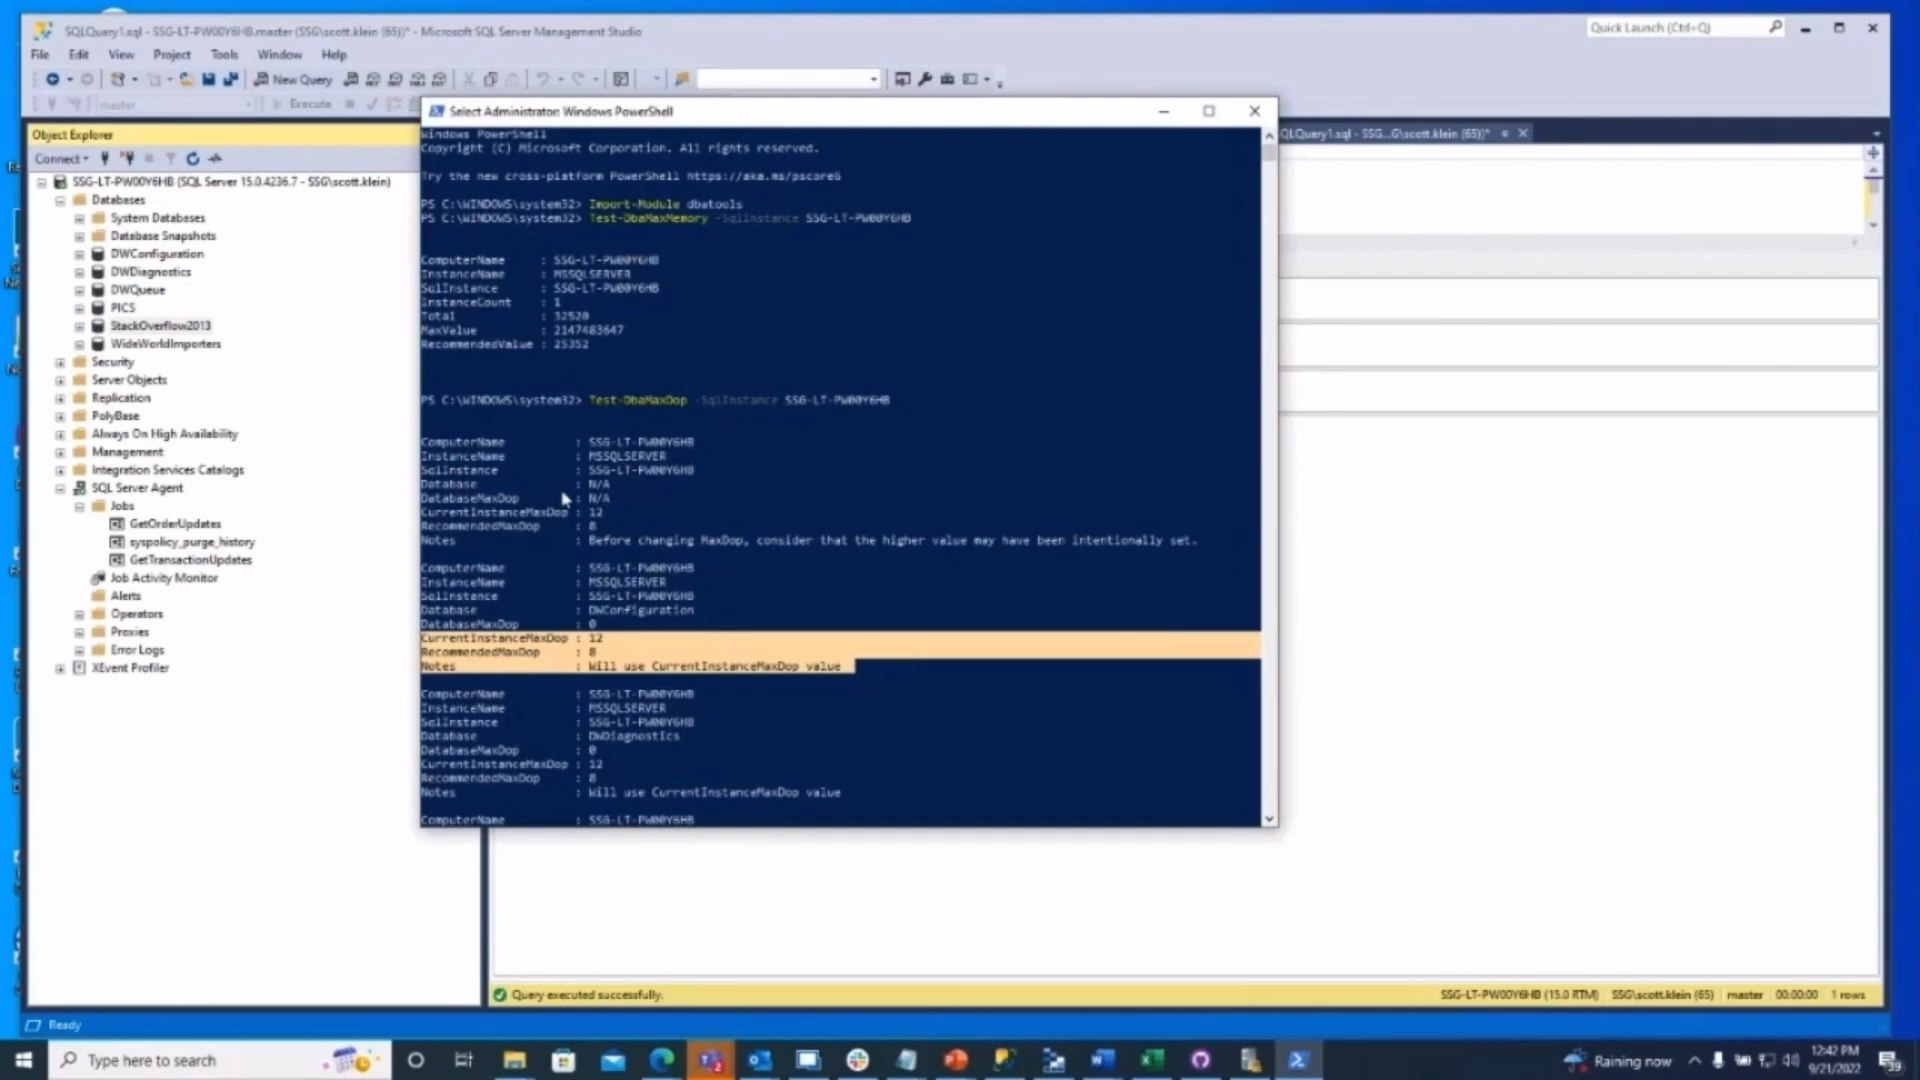 SQLQuery1.sql - SSG-LT-PW00Y6HB.master (SSG\scott.klein (65))* - Microsoft SQL Server Management Studio
Quick Launch (Ctrl+Q)
File Edit View Project Tools Window Help
New Query
master
Execute
Select Administrator: Windows PowerShell
Object Explorer
QLQuery1.sql - SSG...G\scott.klein (65))*
Connect
SSG-LT-PW00Y6HB (SQL Server 15.0.4236.7 - SSG\scott.klein)
Databases
System Databases
Database Snapshots
DWConfiguration
DWDiagnostics
DWQueue
PICS
StackOverflow2013
WideWorldImporters
Security
Server Objects
Replication
PolyBase
Always On High Availability
Management
Integration Services Catalogs
SQL Server Agent
Jobs
GetOrderUpdates
syspolicy_purge_history
GetTransactionUpdates
Job Activity Monitor
Alerts
Operators
Proxies
Error Logs
XEvent Profiler
Windows PowerShell
Copyright (C) Microsoft Corporation. All rights reserved.
Try the new cross-platform PowerShell https://aka.ms/pscore6
PS C:\WINDOWS\system32> Import-Module dbatools
PS C:\WINDOWS\system32> Test-DbaMaxMemory -SqlInstance SSG-LT-PW00Y6HB
ComputerName : SSG-LT-PW00Y6HB
InstanceName : MSSQLSERVER
SqlInstance : SSG-LT-PW00Y6HB
InstanceCount : 1
Total : 32520
MaxValue : 2147483647
RecommendedValue : 25352
PS C:\WINDOWS\system32> Test-DbaMaxDop -SqlInstance SSG-LT-PW00Y6HB
ComputerName : SSG-LT-PW00Y6HB
InstanceName : MSSQLSERVER
SqlInstance : SSG-LT-PW00Y6HB
Database : N/A
DatabaseMaxDop : N/A
CurrentInstanceMaxDop : 12
RecommendedMaxDop : 8
Notes : Before changing MaxDop, consider that the higher value may have been intentionally set.
ComputerName : SSG-LT-PW00Y6HB
InstanceName : MSSQLSERVER
SqlInstance : SSG-LT-PW00Y6HB
Database : DWConfiguration
DatabaseMaxDop : 0
CurrentInstanceMaxDop : 12
RecommendedMaxDop : 8
Notes : Will use CurrentInstanceMaxDop value
ComputerName : SSG-LT-PW00Y6HB
InstanceName : MSSQLSERVER
SqlInstance : SSG-LT-PW00Y6HB
Database : DWDiagnostics
DatabaseMaxDop : 0
CurrentInstanceMaxDop : 12
RecommendedMaxDop : 8
Notes : Will use CurrentInstanceMaxDop value
ComputerName : SSG-LT-PW00Y6HB
Query executed successfully.
SSG-LT-PW00Y6HB (15.0 RTM) SSG\scott.klein (65) master 00:00:00 1 rows
Ready
Type here to search
Raining now
12:42 PM
9/21/2022
39